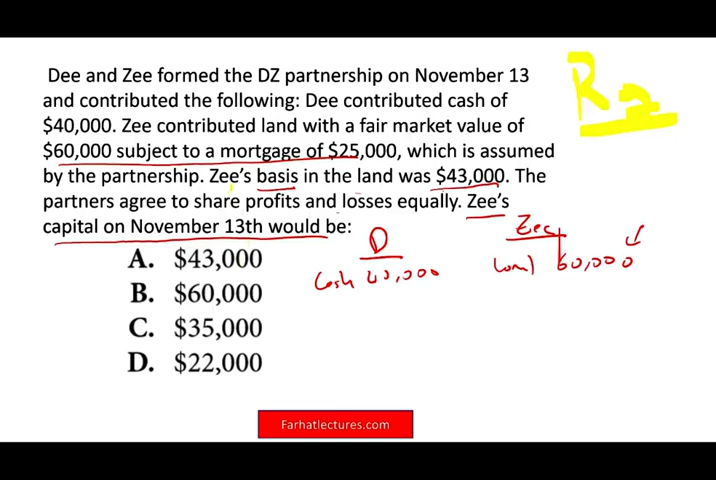 Dee and Zee formed the DZ partnership on November 13
and contributed the following: Dee contributed cash of
$40,000. Zee contributed land with a fair market value of
$60,000 subject to a mortgage of $25,000, which is assumed
by the partnership. Zee's basis in the land was $43,000. The
partners agree to share profits and losses equally. Zee's
capital on November 13th would be:
A. $43,000
B. $60,000
C. $35,000
D. $22,000
R2
D
Cash 40,000
Zee
Land 60,000
Farhatlectures.com